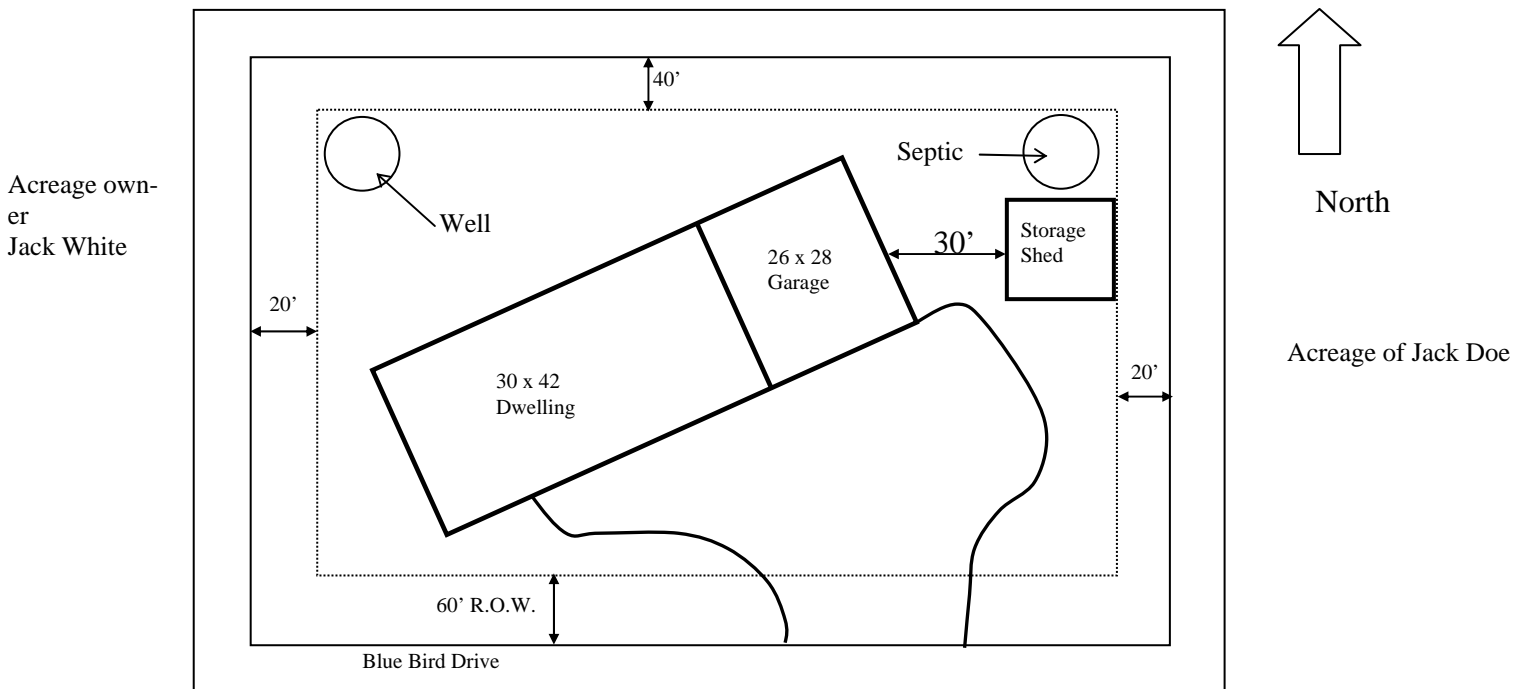 40’
Septic
Acreage own-
er
Jack White
Well
North
Storage
Shed
30’
26 x 28
Garage
20’
Acreage of Jack Doe
20’
30 x 42
Dwelling
60’ R.O.W.
Blue Bird Drive